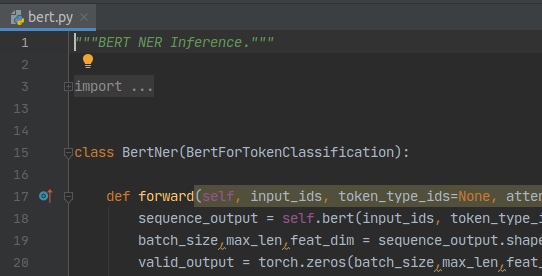 bert.py
1 """BERT NER Inference."""
2
3 import ...
13
14
15 class BertNer(BertForTokenClassification):
16
17 def forward(self, input_ids, token_type_ids=None, atten
18 sequence_output = self.bert(input_ids, token_type_i
19 batch_size,max_len,feat_dim = sequence_output.shape
20 valid_output = torch.zeros(batch_size,max_len,feat_